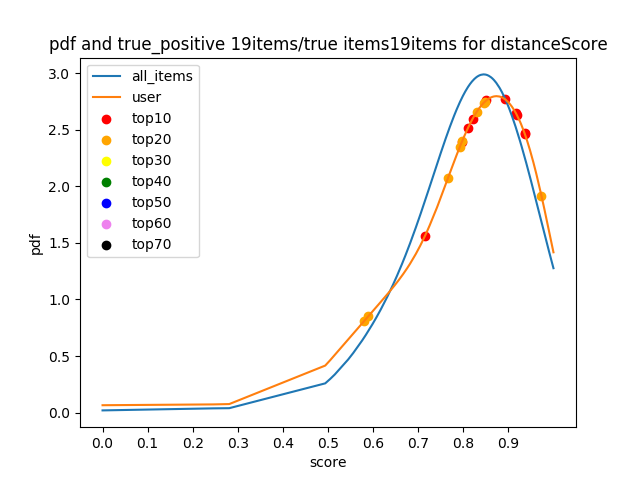 pdf and true_positive 19items/true items19items for distanceScore
3.0
2.5
2.0
1.5
1.0
0.5
0.0
pdf
all_items
user
top10
top20
top30
top40
top50
top60
top70
0.0 0.1 0.2 0.3 0.4 0.5 0.6 0.7 0.8 0.9
score